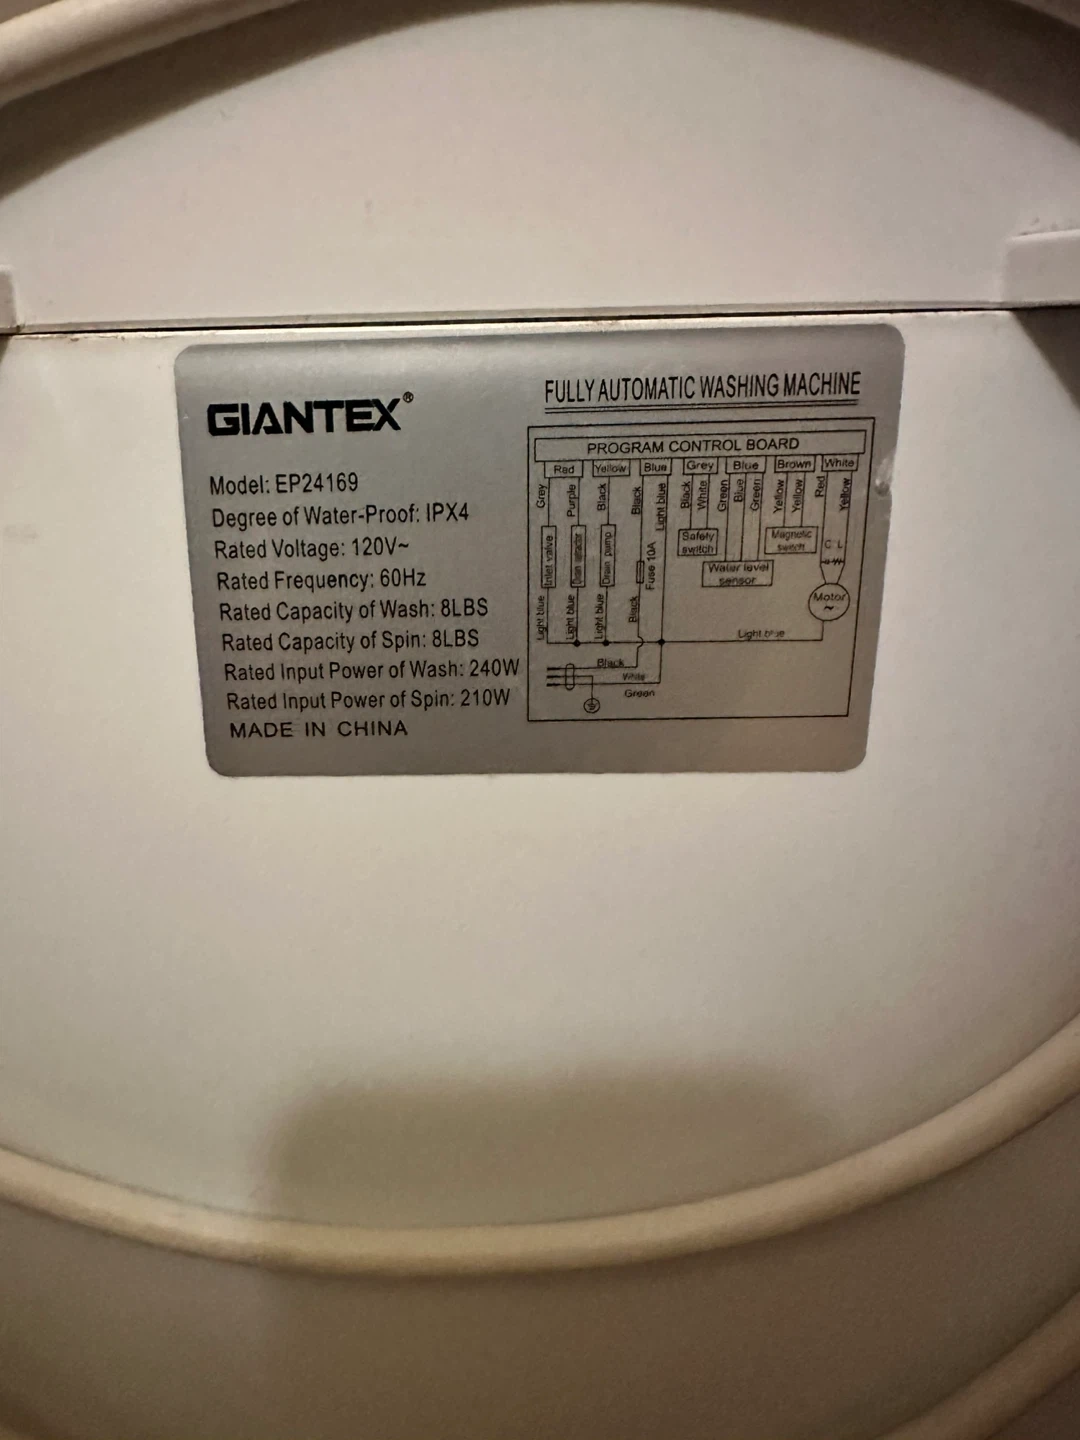 GIANTEX®
Model: EP24169
Degree of Water-Proof: IPX4
Rated Voltage: 120V~
Rated Frequency: 60Hz
Rated Capacity of Wash: 8LBS
Rated Capacity of Spin: 8LBS
Rated Input Power of Wash: 240W
Rated Input Power of Spin: 210W
MADE IN CHINA
FULLY AUTOMATIC WASHING MACHINE
PROGRAM CONTROL BOARD
Red Yellow Blue Grey Blue Brown White
Grey Purple Black Black Light blue Black White Green Blue Green Yellow Yellow Red Yellow
Inlet valve
Drain pump
Fuse 10A
Safety switch
Water level sensor
Magnetic switch
C L
Motor
~
Light blue Light blue Light blue Black
Light blue
Black
White
Green